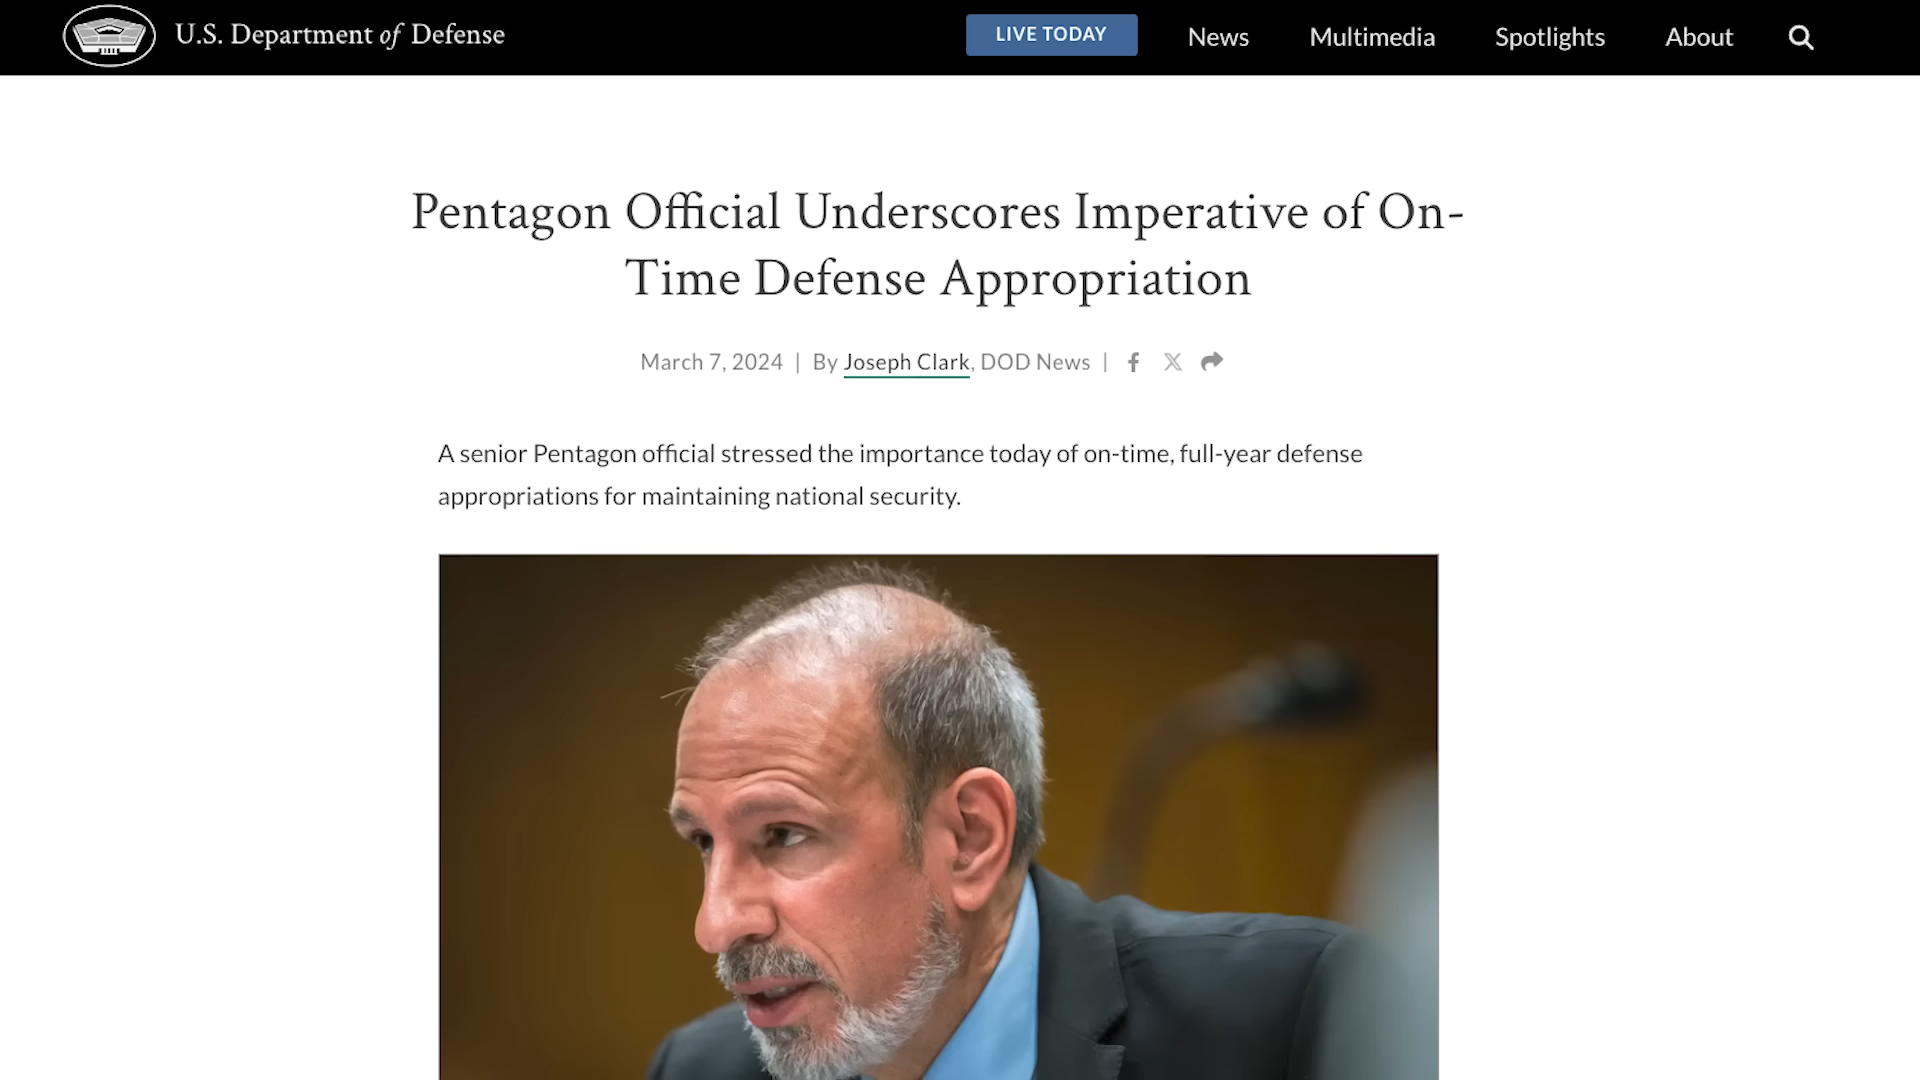 U.S. Department of Defense
LIVE TODAY
News
Multimedia
Spotlights
About
Pentagon Official Underscores Imperative of On-
Time Defense Appropriation
March 7, 2024 | By Joseph Clark, DOD News |
A senior Pentagon official stressed the importance today of on-time, full-year defense
appropriations for maintaining national security.